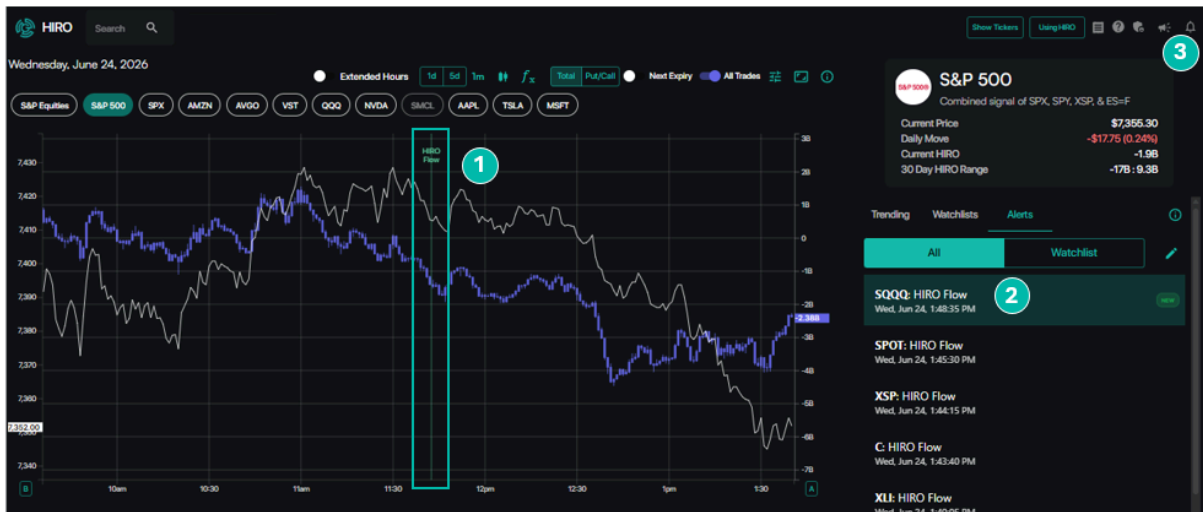 HIRO
Search
Show Tickers
Using HIRO
3
Wednesday, June 24, 2026
Extended Hours
1d
5d
1m
fx
Total
Put/Call
Next Expiry
All Trades
S&P Equities
S&P 500
SPX
AMZN
AVGO
VST
QQQ
NVDA
SMCL
AAPL
TSLA
MSFT
S&P 500
S&P 500
Combined signal of SPX, SPY, XSP, & ES=F
Current Price $7,355.30
Daily Move -$17.75 (0.24%)
Current HIRO -1.9B
30 Day HIRO Range -17B : 9.3B
HIRO
Flow
1
7,430
7,420
7,410
7,400
7,390
7,380
7,370
7,360
7,352.00
7,340
3B
2B
1B
0
-1B
-2B
-2.38B
-3B
-4B
-5B
-6B
-7B
B
10am
10:30
11am
11:30
12pm
12:30
1pm
1:30
A
Trending
Watchlists
Alerts
All
Watchlist
SQQQ: HIRO Flow
Wed, Jun 24, 1:48:35 PM
2
NEW
SPOT: HIRO Flow
Wed, Jun 24, 1:45:30 PM
XSP: HIRO Flow
Wed, Jun 24, 1:44:15 PM
C: HIRO Flow
Wed, Jun 24, 1:43:40 PM
XLI: HIRO Flow